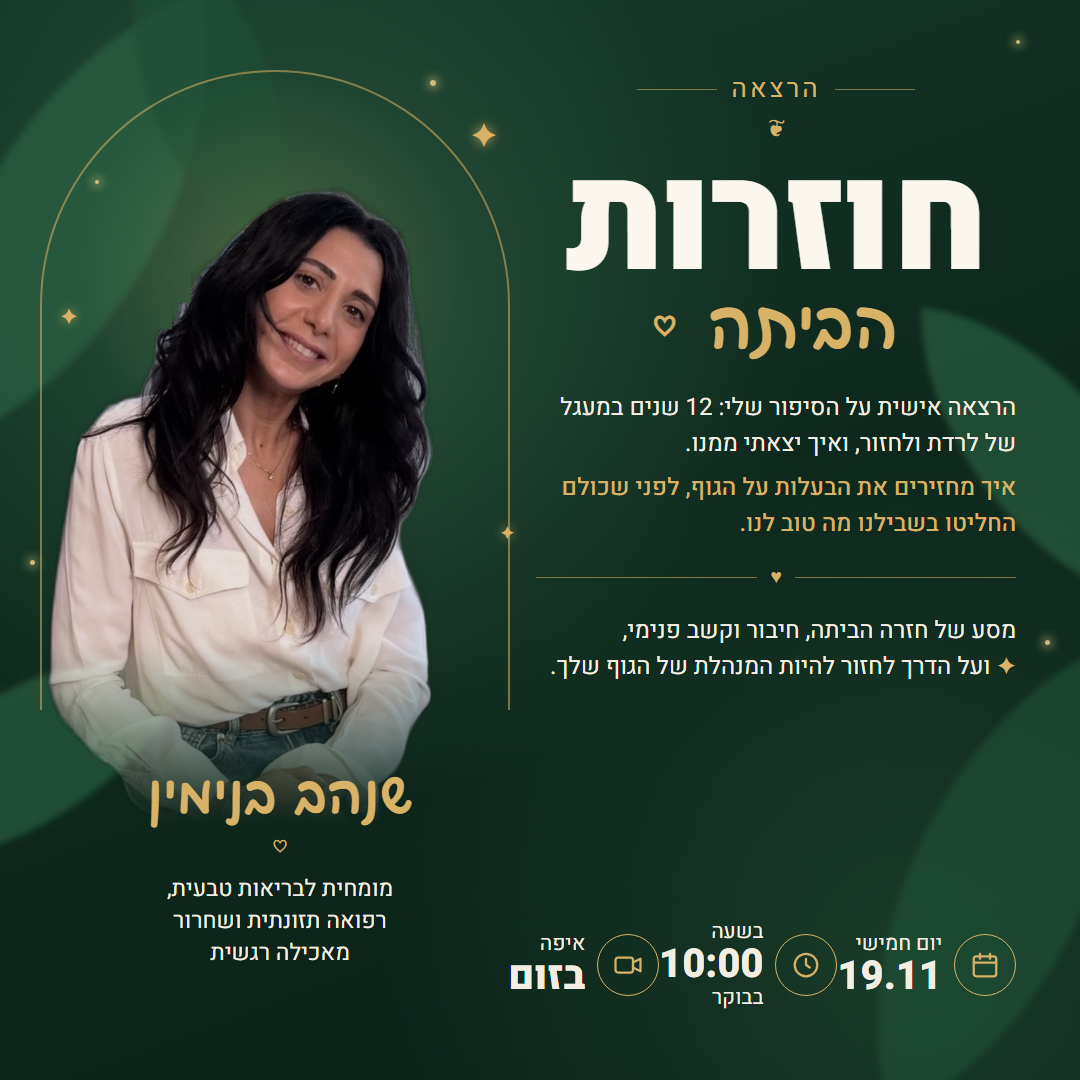 הרצאה
חוזרות
הביתה
הרצאה אישית על הסיפור שלי: 12 שנים במעגל
של לרדת ולחזור, ואיך יצאתי ממנו.
איך מחזירים את הבעלות על הגוף, לפני שכולם
החליטו בשבילנו מה טוב לנו.
מסע של חזרה הביתה, חיבור וקשב פנימי,
ועל הדרך לחזור להיות המנהלת של הגוף שלך.
שנהב בנימין
מומחית לבריאות טבעית,
רפואה תזונתית ושחרור
מאכילה רגשית
יום חמישי
19.11
בשעה
10:00
בבוקר
איפה
בזום